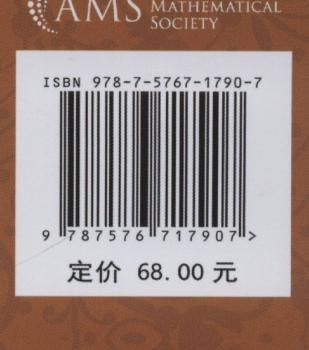 AMS MATHEMATICAL
SOCIETY
ISBN 978-7-5767-1790-7
9 787576 717907 >
定价 68.00 元